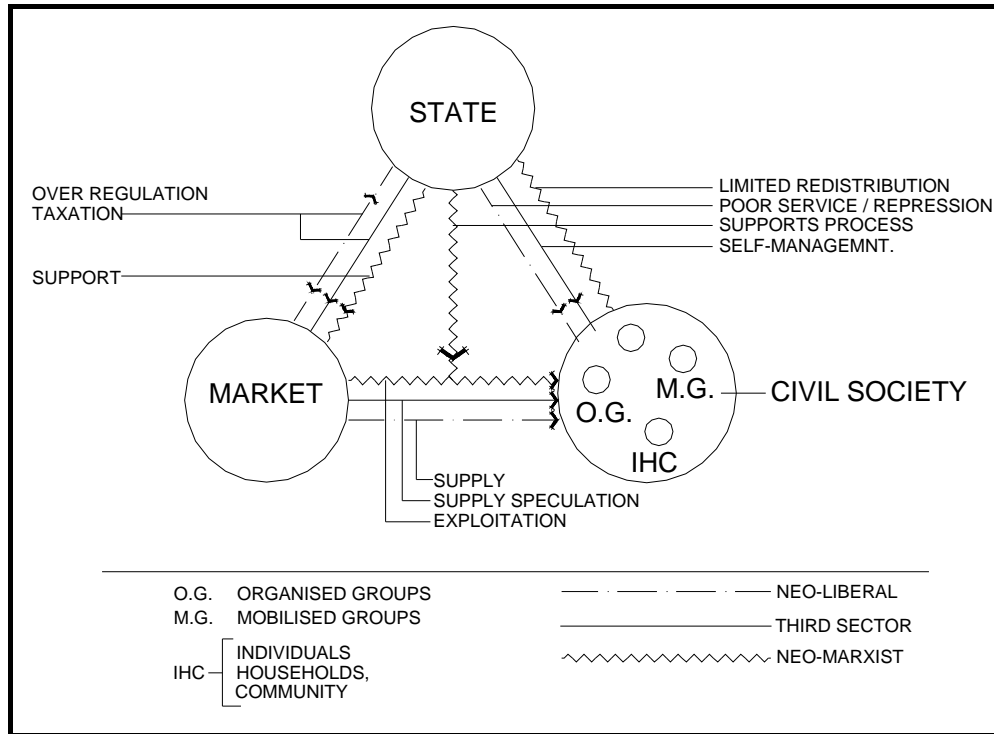 STATE
OVER REGULATION
TAXATION
SUPPORT
LIMITED REDISTRIBUTION
POOR SERVICE / REPRESSION
SUPPORTS PROCESS
SELF-MANAGEMNT.
MARKET
M.G.
O.G.
IHC
CIVIL SOCIETY
SUPPLY
SUPPLY SPECULATION
EXPLOITATION
O.G. ORGANISED GROUPS
M.G. MOBILISED GROUPS
IHC
INDIVIDUALS
HOUSEHOLDS,
COMMUNITY
NEO-LIBERAL
THIRD SECTOR
NEO-MARXIST